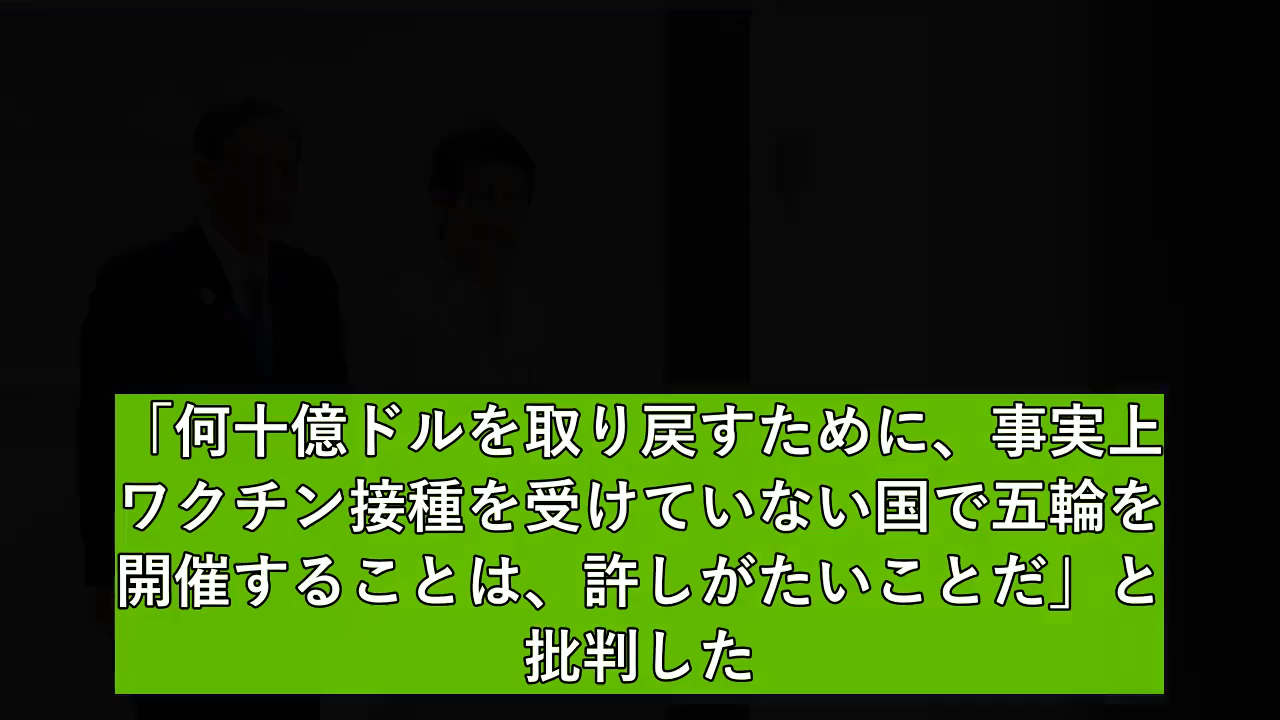 「何十億ドルを取り戻すために、事実上
ワクチン接種を受けていない国で五輪を
開催することは、許しがたいことだ」と
批判した